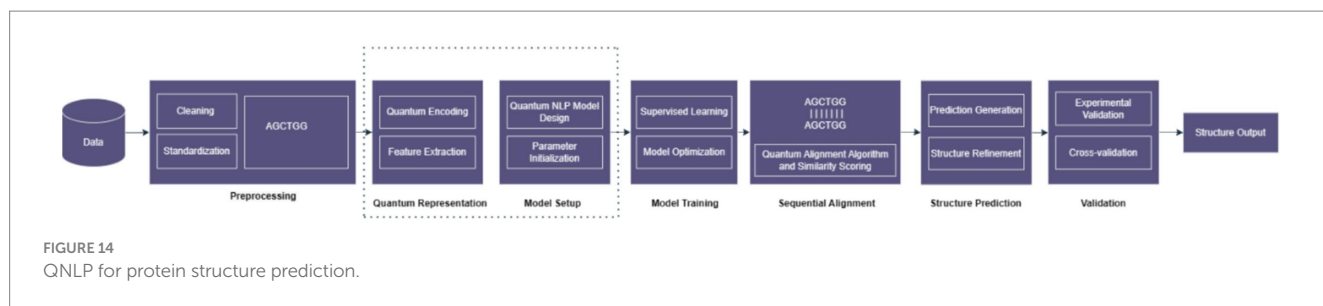 Data
Cleaning
Standardization
AGCTGG
Preprocessing
Quantum Encoding
Feature Extraction
Quantum Representation
Quantum NLP Model
Design
Parameter
Initialization
Model Setup
Supervised Learning
Model Optimization
Model Training
AGCTGG
| | | | | | |
AGCTGG
Quantum Alignment Algorithm
and Similarity Scoring
Sequential Alignment
Prediction Generation
Structure Refinement
Structure Prediction
Experimental
Validation
Cross-validation
Validation
Structure Output
FIGURE 14
QNLP for protein structure prediction.